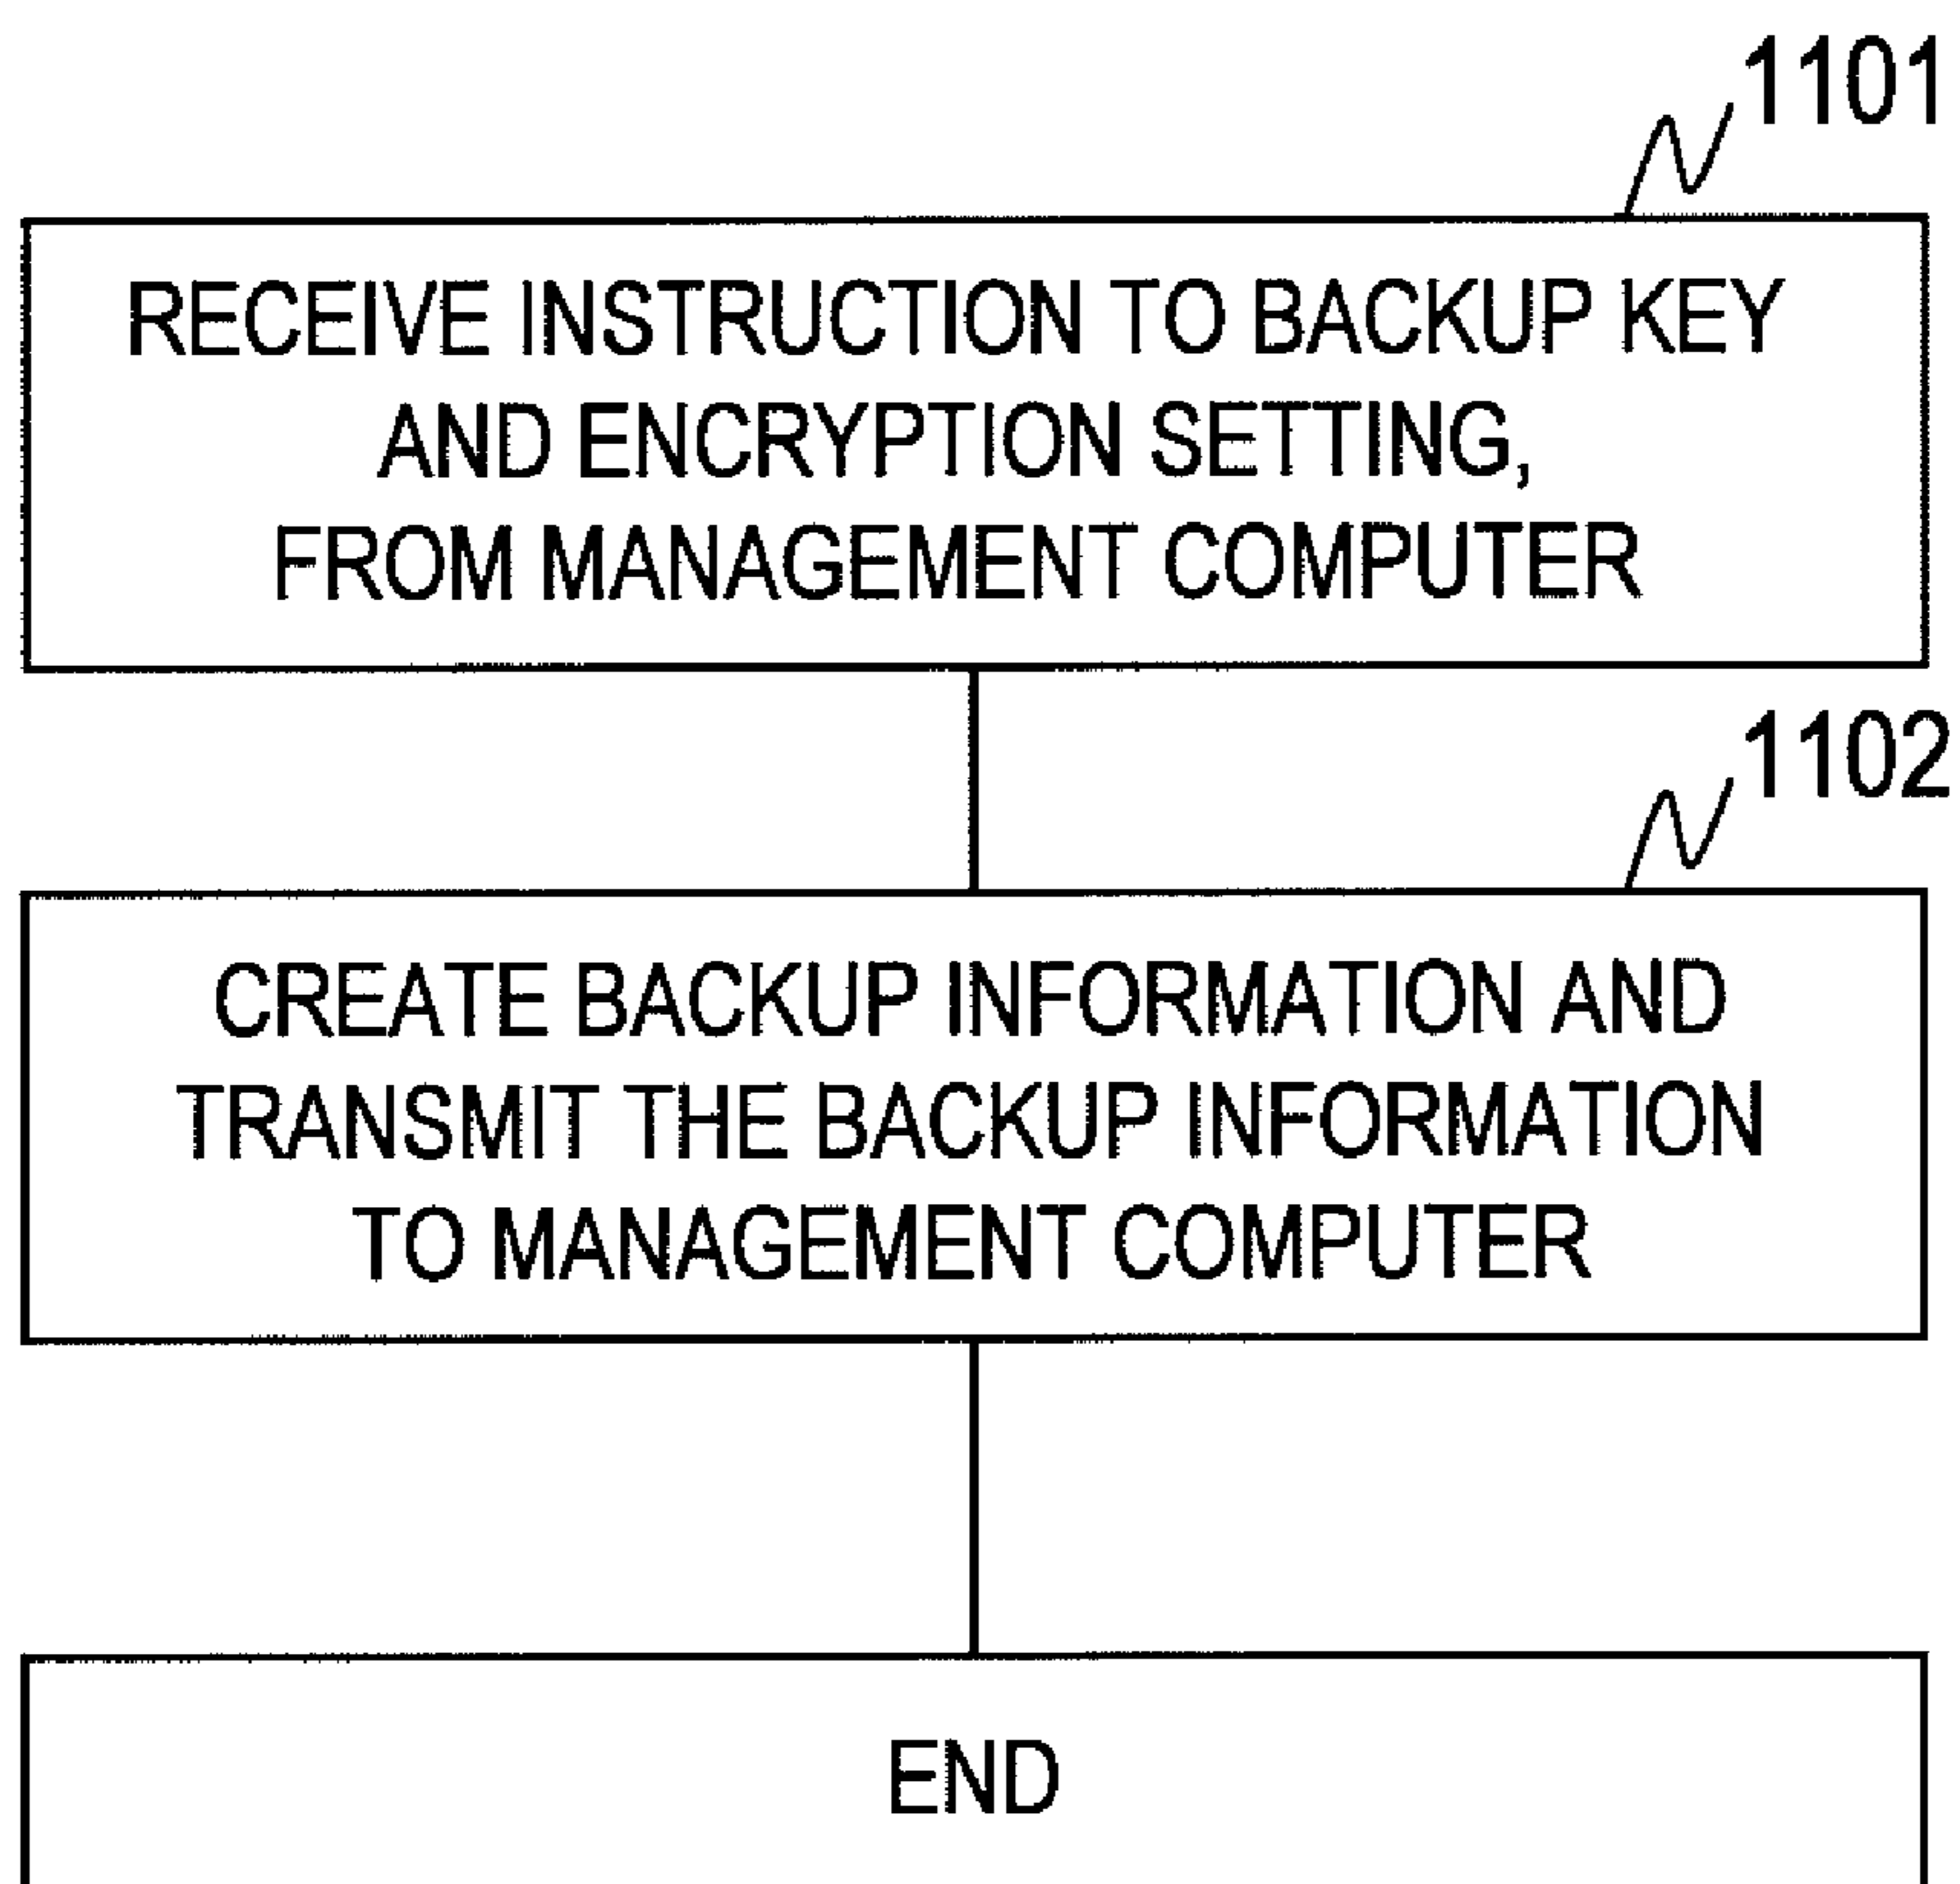 1101
RECEIVE INSTRUCTION TO BACKUP KEY
AND ENCRYPTION SETTING,
FROM MANAGEMENT COMPUTER
1102
CREATE BACKUP INFORMATION AND
TRANSMIT THE BACKUP INFORMATION
TO MANAGEMENT COMPUTER
END